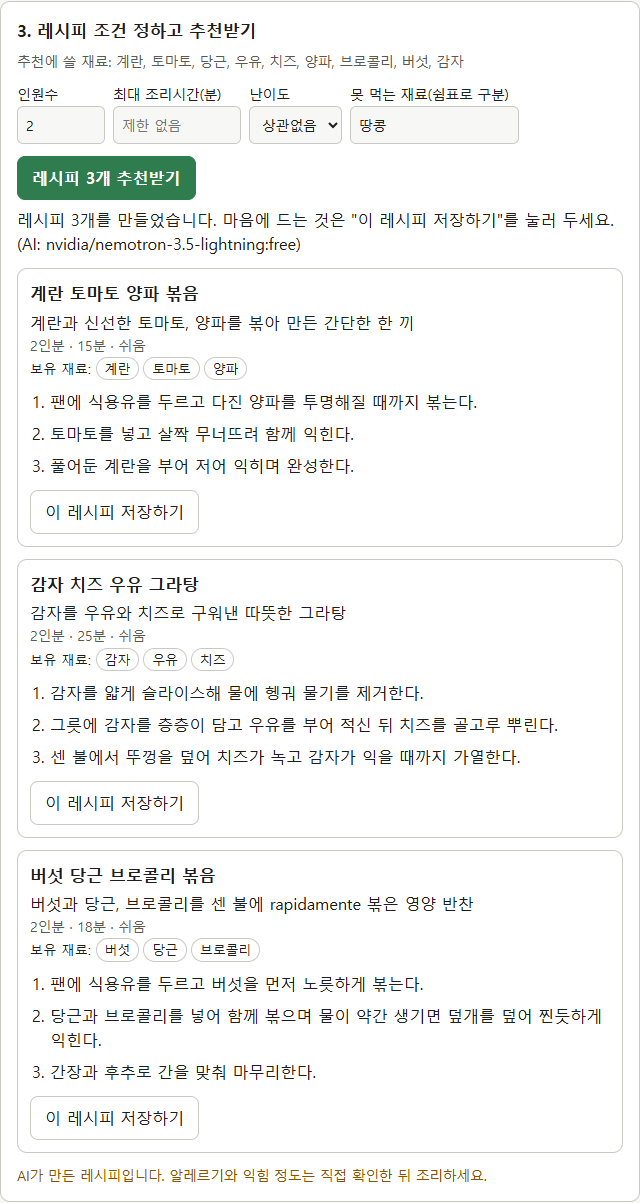 3. 레시피 조건 정하고 추천받기
추천에 쓸 재료: 계란, 토마토, 당근, 우유, 치즈, 양파, 브로콜리, 버섯, 감자
인원수 최대 조리시간(분) 난이도 못 먹는 재료(쉼표로 구분)
2 제한 없음 상관없음 땅콩
레시피 3개 추천받기
레시피 3개를 만들었습니다. 마음에 드는 것은 "이 레시피 저장하기"를 눌러 두세요.
(AI: nvidia/nemotron-3.5-lightning:free)
계란 토마토 양파 볶음
계란과 신선한 토마토, 양파를 볶아 만든 간단한 한 끼
2인분 · 15분 · 쉬움
보유 재료: 계란 토마토 양파
1. 팬에 식용유를 두르고 다진 양파를 투명해질 때까지 볶는다.
2. 토마토를 넣고 살짝 무너뜨려 함께 익힌다.
3. 풀어둔 계란을 부어 저어 익히며 완성한다.
이 레시피 저장하기
감자 치즈 우유 그라탕
감자를 우유와 치즈로 구워낸 따뜻한 그라탕
2인분 · 25분 · 쉬움
보유 재료: 감자 우유 치즈
1. 감자를 얇게 슬라이스해 물에 헹궈 물기를 제거한다.
2. 그릇에 감자를 층층이 담고 우유를 부어 적신 뒤 치즈를 골고루 뿌린다.
3. 센 불에서 뚜껑을 덮어 치즈가 녹고 감자가 익을 때까지 가열한다.
이 레시피 저장하기
버섯 당근 브로콜리 볶음
버섯과 당근, 브로콜리를 센 불에 rapidamente 볶은 영양 반찬
2인분 · 18분 · 쉬움
보유 재료: 버섯 당근 브로콜리
1. 팬에 식용유를 두르고 버섯을 먼저 노릇하게 볶는다.
2. 당근과 브로콜리를 넣어 함께 볶으며 물이 약간 생기면 덮개를 덮어 찐듯하게
익힌다.
3. 간장과 후추로 간을 맞춰 마무리한다.
이 레시피 저장하기
AI가 만든 레시피입니다. 알레르기와 익힘 정도는 직접 확인한 뒤 조리하세요.